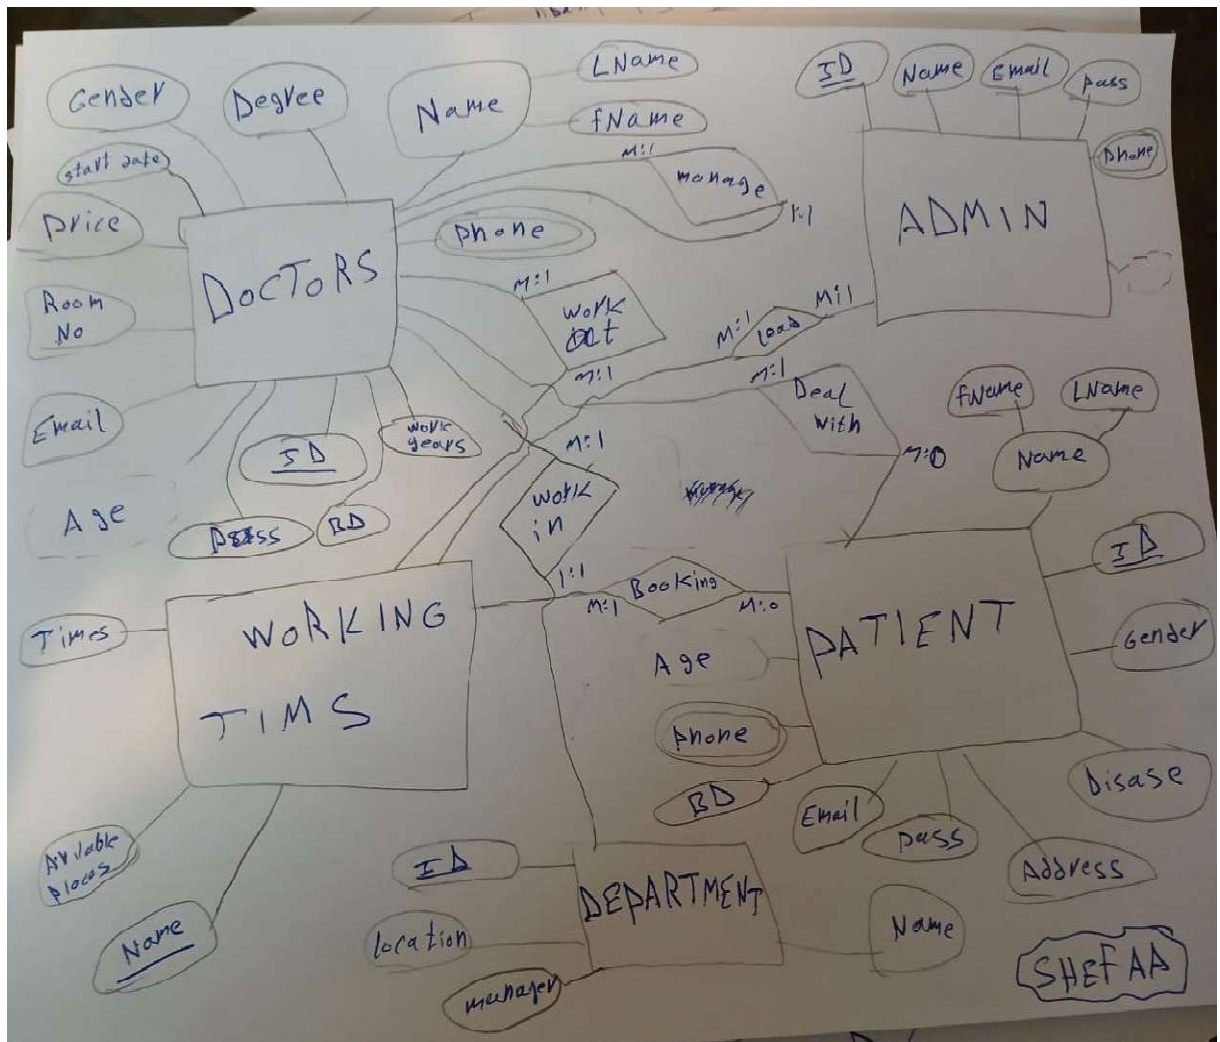 Gender
Degree
Name
LName
fName
start date
price
Room
No
Email
Age
Pass
ID
BD
work
years
phone
DOCTORS
M:1
manage
1:1
ID
Name
Email
pass
phone
ADMIN
M:1
work
at
M:1
M:1
Lead
M:1
M:1
Deal
with
M:0
M:1
work
in
1:1
fName
LName
Name
ID
Gender
Disase
Address
pass
Email
BD
phone
Age
PATIENT
M:1
Booking
M:0
Times
WORKING
TIMS
Avilable
places
Name
ID
location
manager
DEPARTMENT
Name
SHEFAA